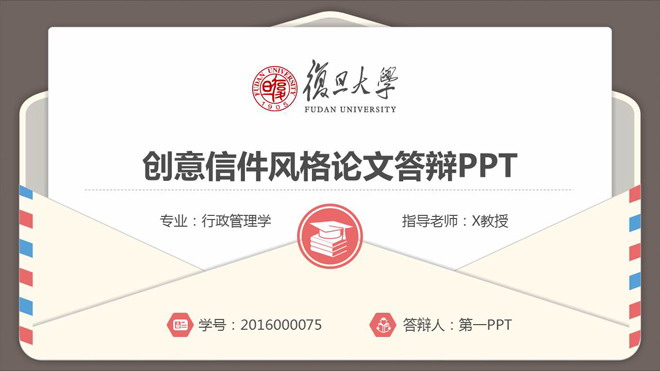 FUDAN UNIVERSITY
1905
復旦大學
FUDAN UNIVERSITY
创意信件风格论文答辩PPT
专业：行政管理学
指导老师：X教授
学号：2016000075
答辩人：第一PPT